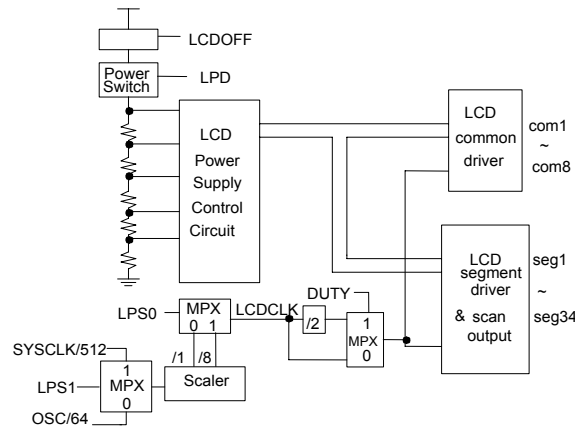 LCDOFF
Power
Switch
LPD
LCD
Power
Supply
Control
Circuit
LCD
common
driver
com1
~
com8
LCD
segment
driver
& scan
output
seg1
~
seg34
DUTY
LPS0
MPX
0 1
LCDCLK
/2
1
MPX
0
/1
/8
Scaler
SYSCLK/512
LPS1
1
MPX
0
OSC/64